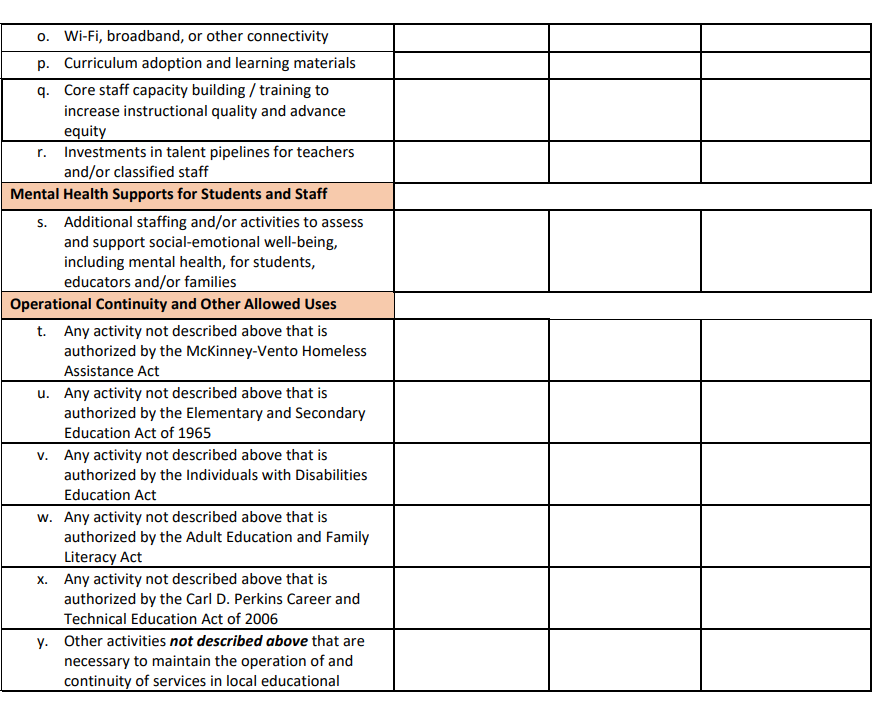 o. Wi-Fi, broadband, or other connectivity
p. Curriculum adoption and learning materials
q. Core staff capacity building / training to
increase instructional quality and advance
equity
r. Investments in talent pipelines for teachers
and/or classified staff
Mental Health Supports for Students and Staff
s. Additional staffing and/or activities to assess
and support social-emotional well-being,
including mental health, for students,
educators and/or families
Operational Continuity and Other Allowed Uses
t. Any activity not described above that is
authorized by the McKinney-Vento Homeless
Assistance Act
u. Any activity not described above that is
authorized by the Elementary and Secondary
Education Act of 1965
v. Any activity not described above that is
authorized by the Individuals with Disabilities
Education Act
w. Any activity not described above that is
authorized by the Adult Education and Family
Literacy Act
x. Any activity not described above that is
authorized by the Carl D. Perkins Career and
Technical Education Act of 2006
y. Other activities not described above that are
necessary to maintain the operation of and
continuity of services in local educational